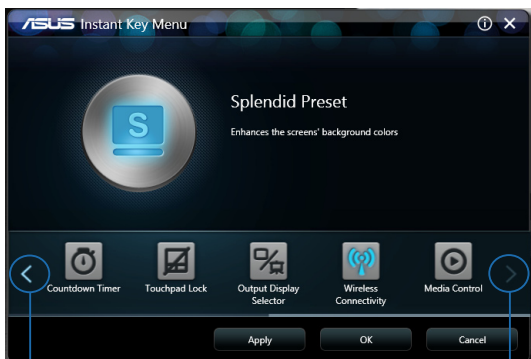 ASUS Instant Key Menu
S
Splendid Preset
Enhances the screens' background colors
Countdown Timer
Touchpad Lock
Output Display
Selector
Wireless
Connectivity
Media Control
Apply
OK
Cancel